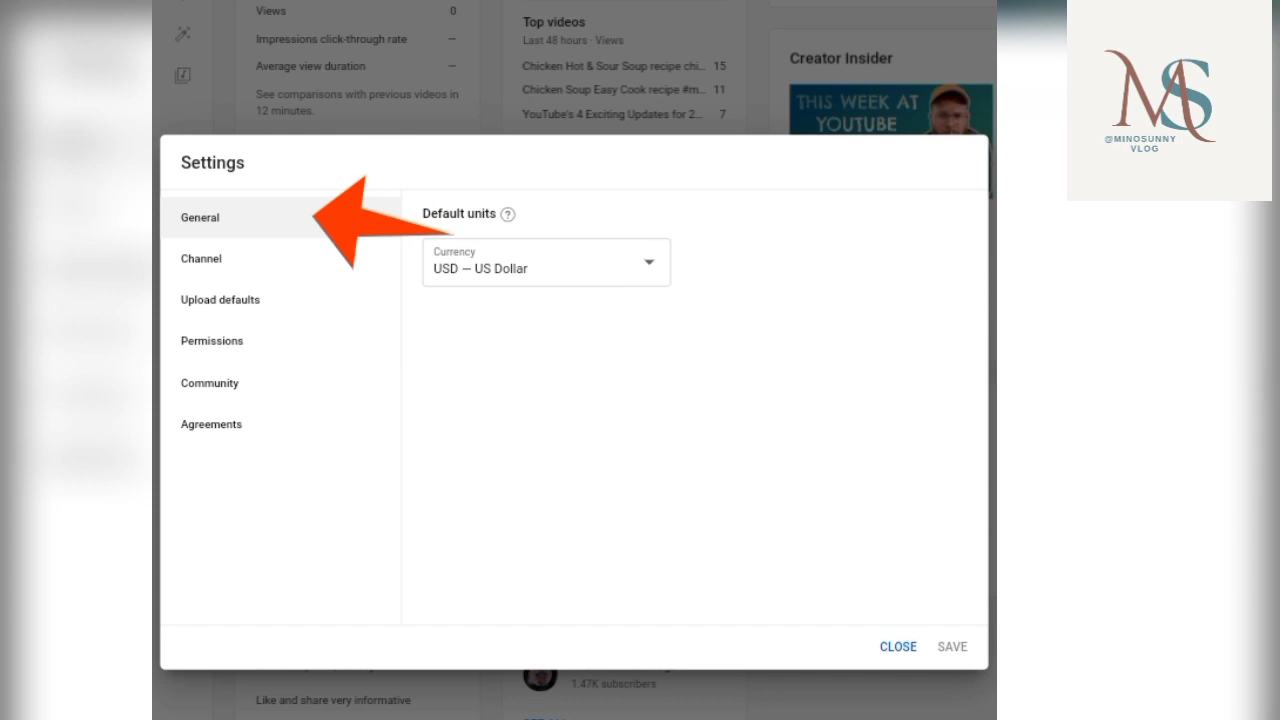 Views 0
Impressions click-through rate —
Average view duration —
See comparisons with previous videos in
12 minutes.
Top videos
Last 48 hours · Views
Chicken Hot & Sour Soup recipe chi... 15
Chicken Soup Easy Cook recipe #m... 11
YouTube's 4 Exciting Updates for 2... 7
Creator Insider
THIS WEEK AT
YOUTUBE
MS
@MINOSUNNY
VLOG
Settings
General
Channel
Upload defaults
Permissions
Community
Agreements
Default units ?
Currency
USD – US Dollar
CLOSE SAVE
Like and share very informative
1.47K subscribers